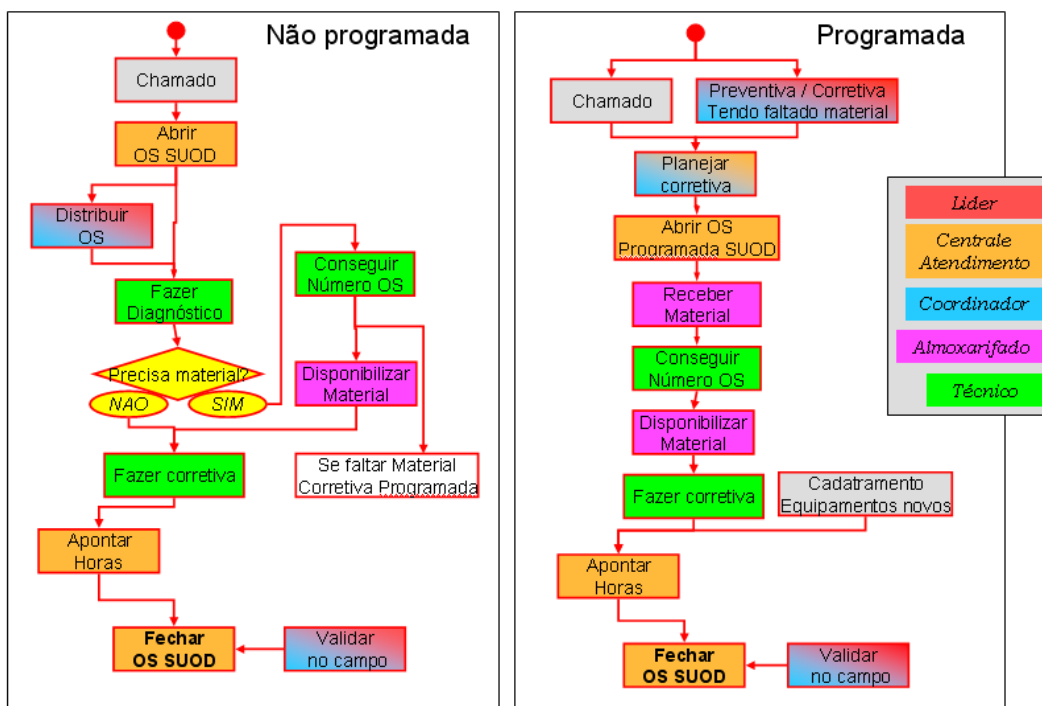 Não programada
Chamado
Abrir
OS SUOD
Distribuir
OS
Fazer
Diagnóstico
Precisa material?
NAO
SIM
Conseguir
Número OS
Disponibilizar
Material
Se faltar Material
Corretiva Programada
Fazer corretiva
Apontar
Horas
Fechar
OS SUOD
Validar
no campo
Programada
Chamado
Preventiva / Corretiva
Tendo faltado material
Planejar
corretiva
Abrir OS
Programada SUOD
Receber
Material
Conseguir
Número OS
Disponibilizar
Material
Fazer corretiva
Cadatramento
Equipamentos novos
Apontar
Horas
Fechar
OS SUOD
Validar
no campo
Lider
Centrale
Atendimento
Coordinador
Almoxarifado
Técnico